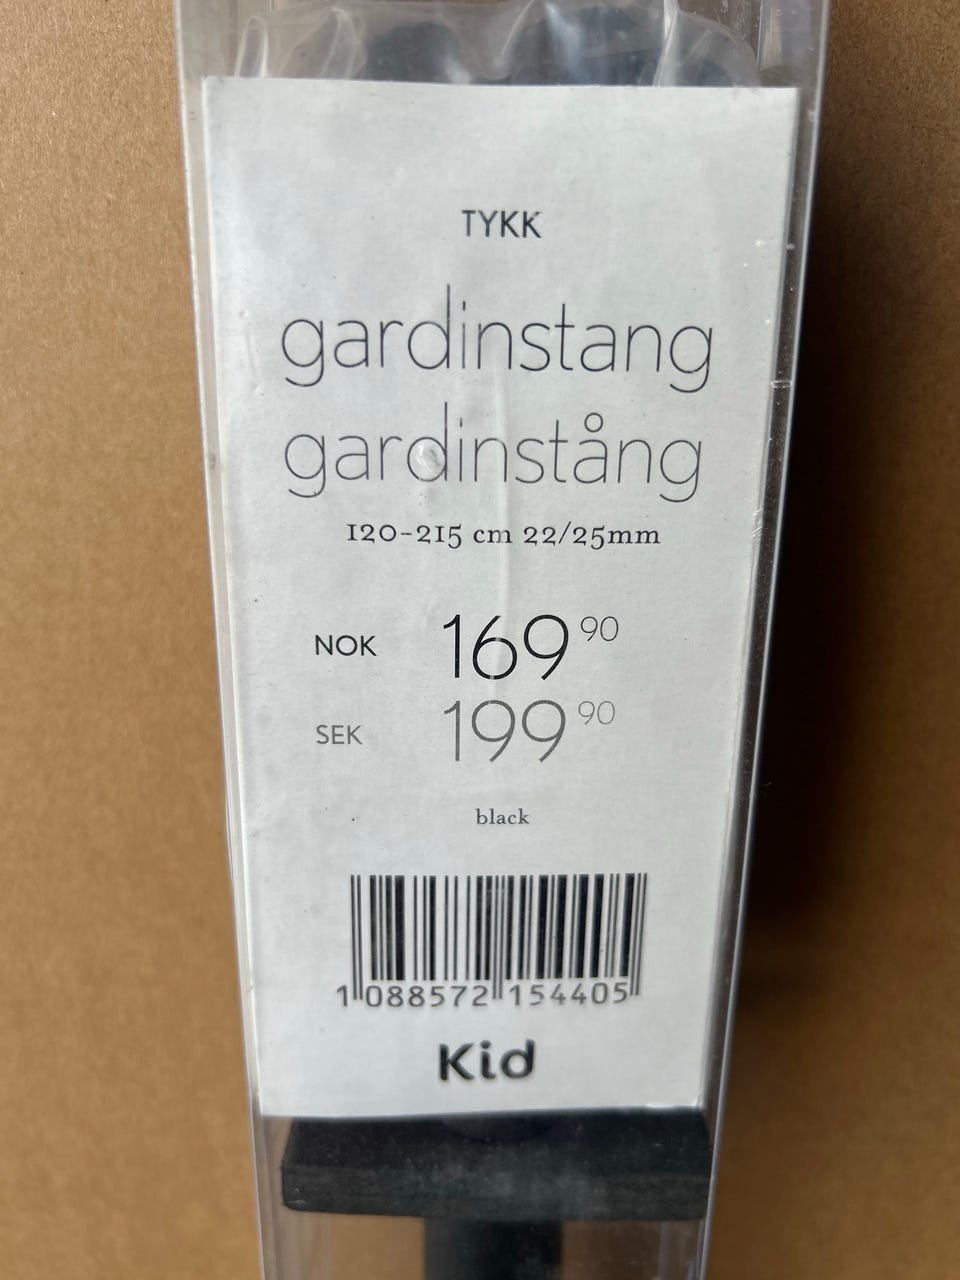 TYKK
gardinstang
gardinstång
120-215 cm 22/25mm
NOK 169 90
SEK 199 90
black
1 088572 154405
Kid